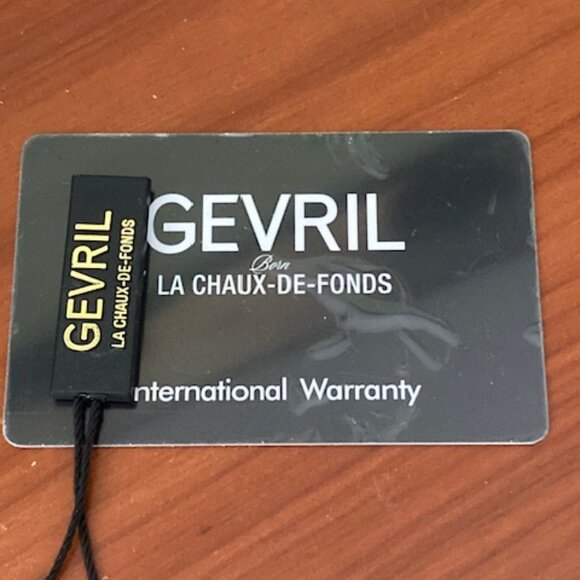 GEVRIL
Born
LA CHAUX-DE-FONDS
International Warranty
GEVRIL
LA CHAUX-DE-FONDS